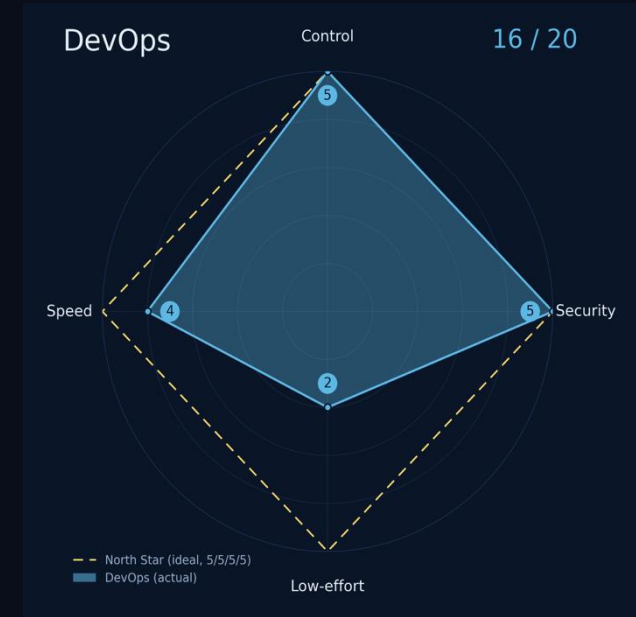 DevOps
Control
16 / 20
5
Speed
4
5
Security
2
North Star (ideal, 5/5/5/5)
DevOps (actual)
Low-effort